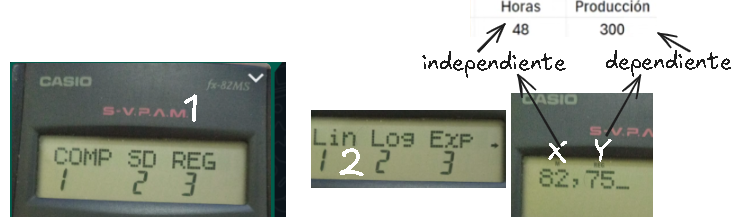 Horas Producción
48 300
independiente dependiente
CASIO
fx-82MS
S-V.P.A.M.
1
COMP SD REG
1 2 3
Lin Log Exp
1 2 3
2
CASIO
S-V.P.A
X Y
82,75_